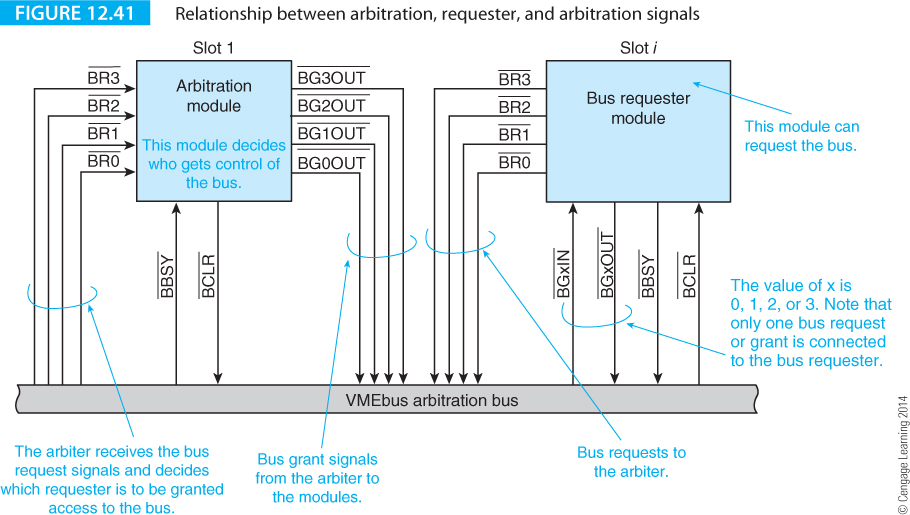 FIGURE 12.41 Relationship between arbitration, requester, and arbitration signals
Slot 1
Slot i
BR3
BR2
BR1
BR0
Arbitration
module
This module decides
who gets control of
the bus.
BG3OUT
BG2OUT
BG1OUT
BG0OUT
BR3
BR2
BR1
BR0
Bus requester
module
This module can
request the bus.
BBSY
BCLR
BGxIN
BGxOUT
BBSY
BCLR
The value of x is
0, 1, 2, or 3. Note that
only one bus request
or grant is connected
to the bus requester.
VMEbus arbitration bus
The arbiter receives the bus
request signals and decides
which requester is to be granted
access to the bus.
Bus grant signals
from the arbiter to
the modules.
Bus requests to
the arbiter.
© Cengage Learning 2014